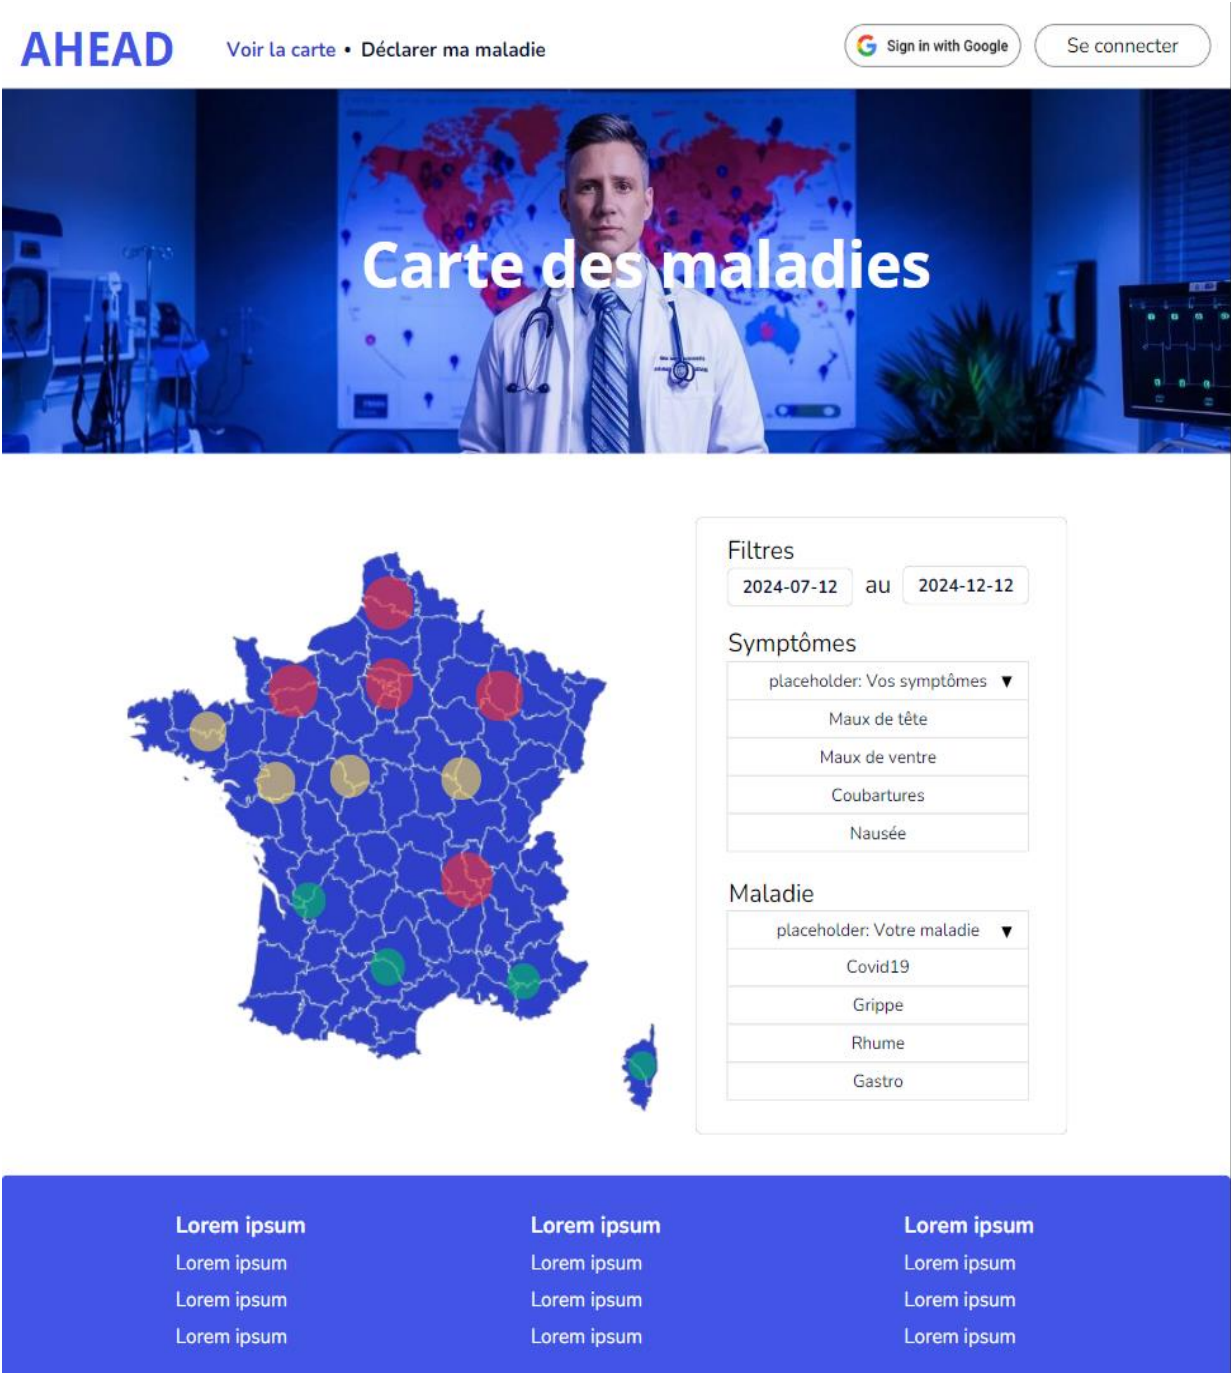 AHEAD
Voir la carte • Déclarer ma maladie
Sign in with Google
Se connecter
Carte des maladies
Filtres
2024-07-12 au 2024-12-12
Symptômes
placeholder: Vos symptômes ▼
Maux de tête
Maux de ventre
Coubartures
Nausée
Maladie
placeholder: Votre maladie ▼
Covid19
Grippe
Rhume
Gastro
Lorem ipsum Lorem ipsum Lorem ipsum
Lorem ipsum Lorem ipsum Lorem ipsum
Lorem ipsum Lorem ipsum Lorem ipsum
Lorem ipsum Lorem ipsum Lorem ipsum